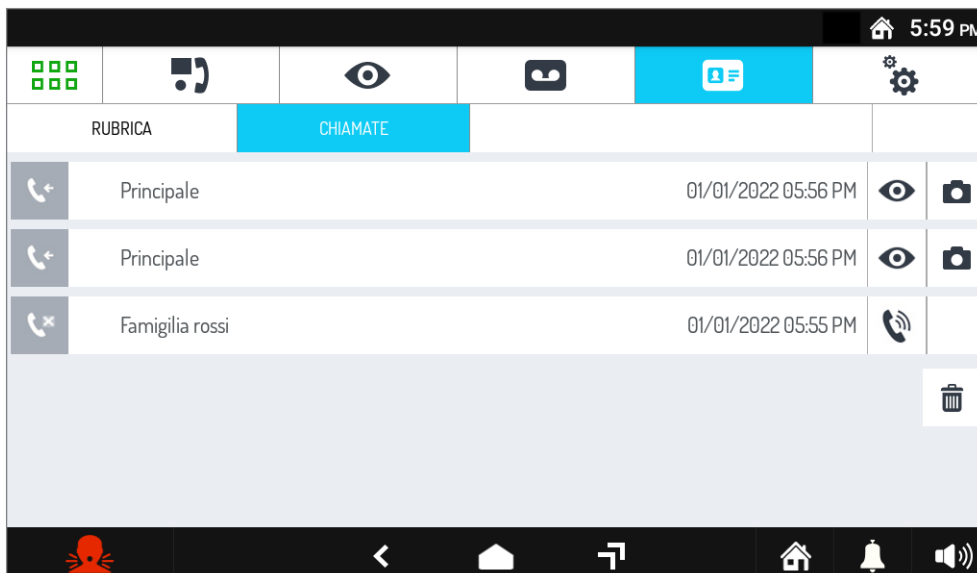 5:59 PM
RUBRICA CHIAMATE
Principale 01/01/2022 05:56 PM
Principale 01/01/2022 05:56 PM
Famigilia rossi 01/01/2022 05:55 PM